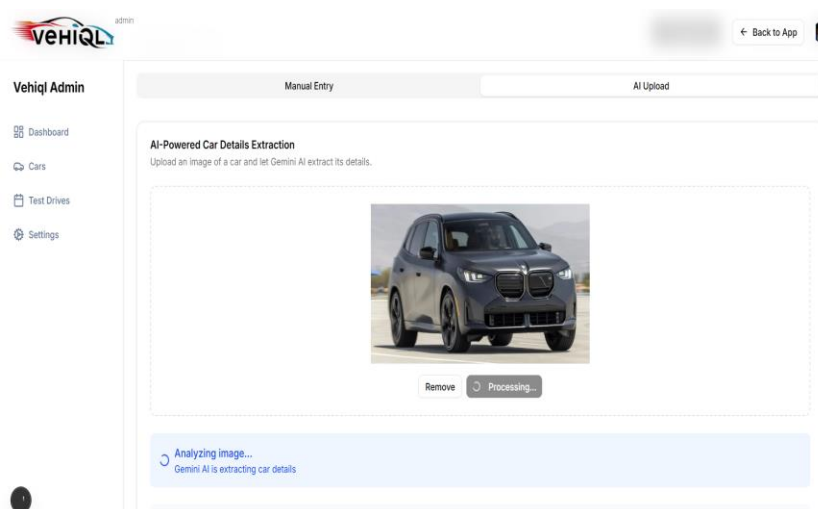 VEHIQL
admin
← Back to App
Vehiql Admin
Dashboard
Cars
Test Drives
Settings
Manual Entry
AI Upload
AI-Powered Car Details Extraction
Upload an image of a car and let Gemini AI extract its details.
Remove
Processing...
Analyzing image...
Gemini AI is extracting car details